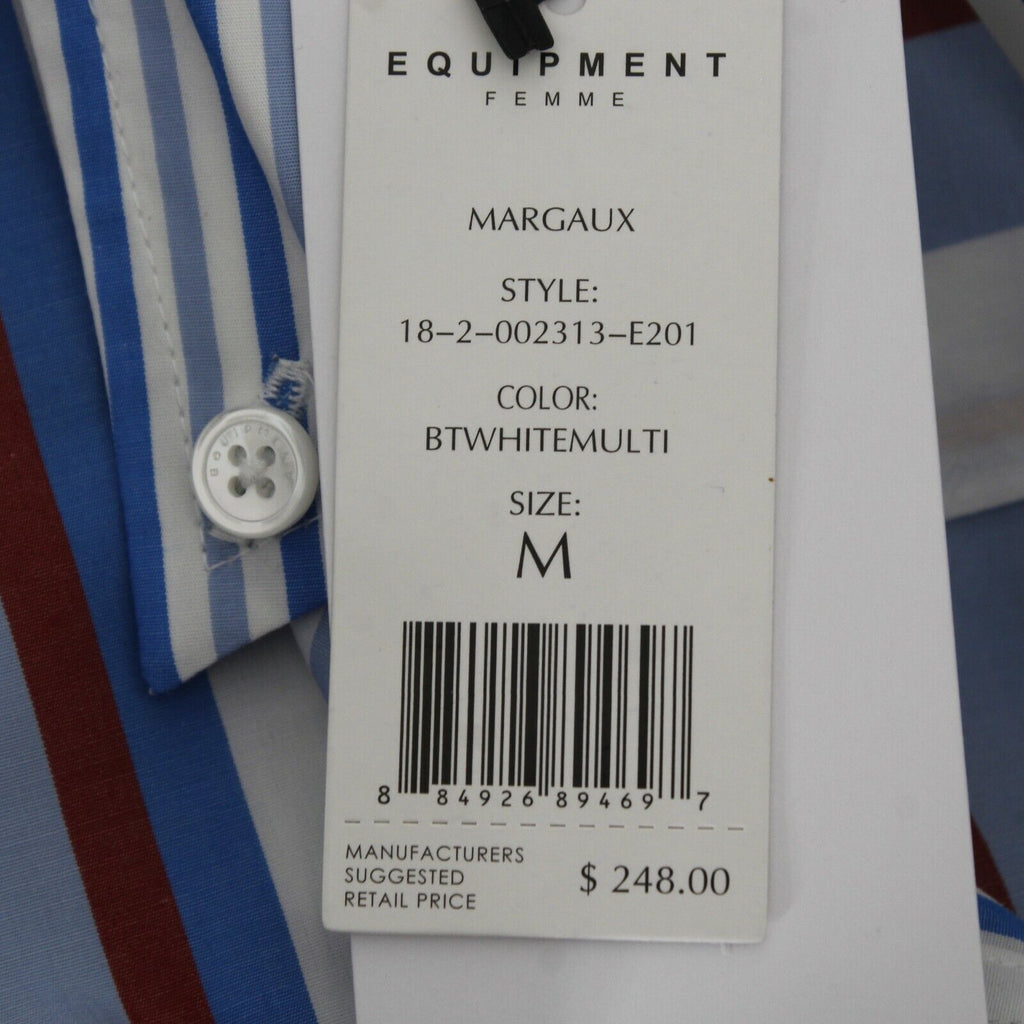 EQUIPMENT
FEMME
MARGAUX
STYLE:
18–2–002313–E201
COLOR:
BTWHITEMULTI
SIZE:
M
8 84926 89469 7
MANUFACTURERS
SUGGESTED
RETAIL PRICE
$ 248.00
EQUIPMENT